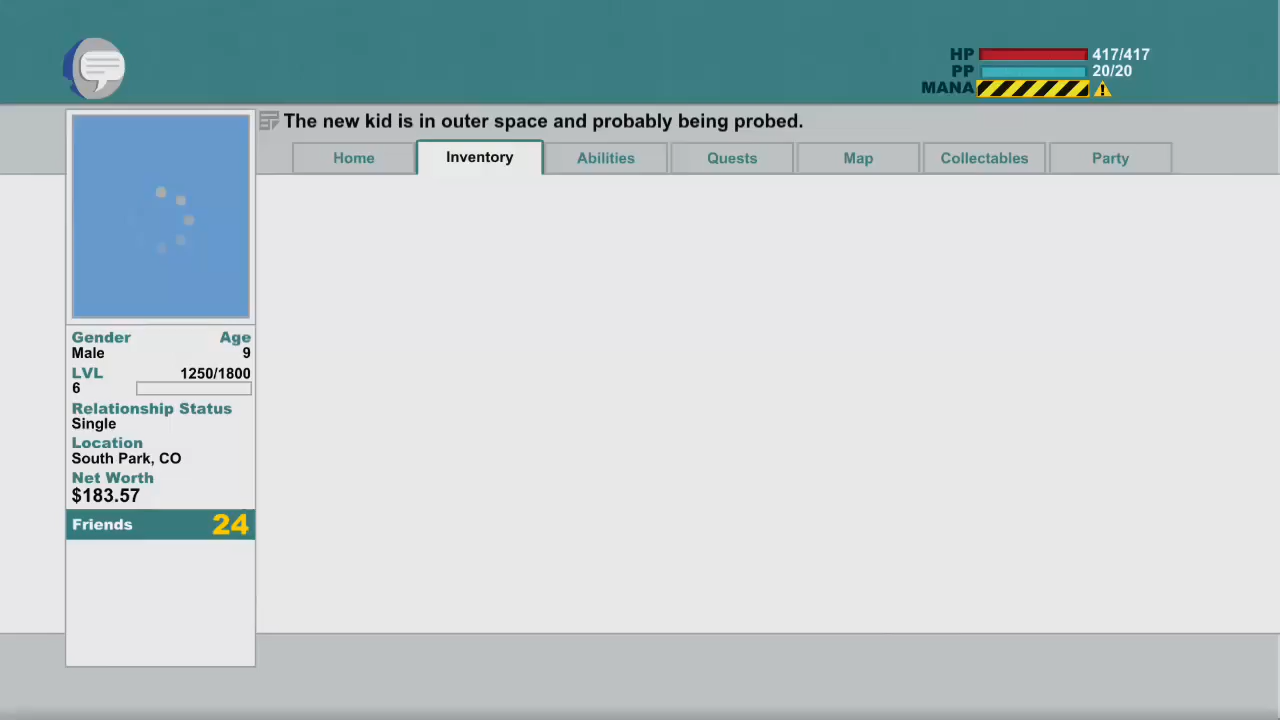 HP 417/417
PP 20/20
MANA
The new kid is in outer space and probably being probed.
Home Inventory Abilities Quests Map Collectables Party
Gender Age
Male 9
LVL 1250/1800
6
Relationship Status
Single
Location
South Park, CO
Net Worth
$183.57
Friends 24